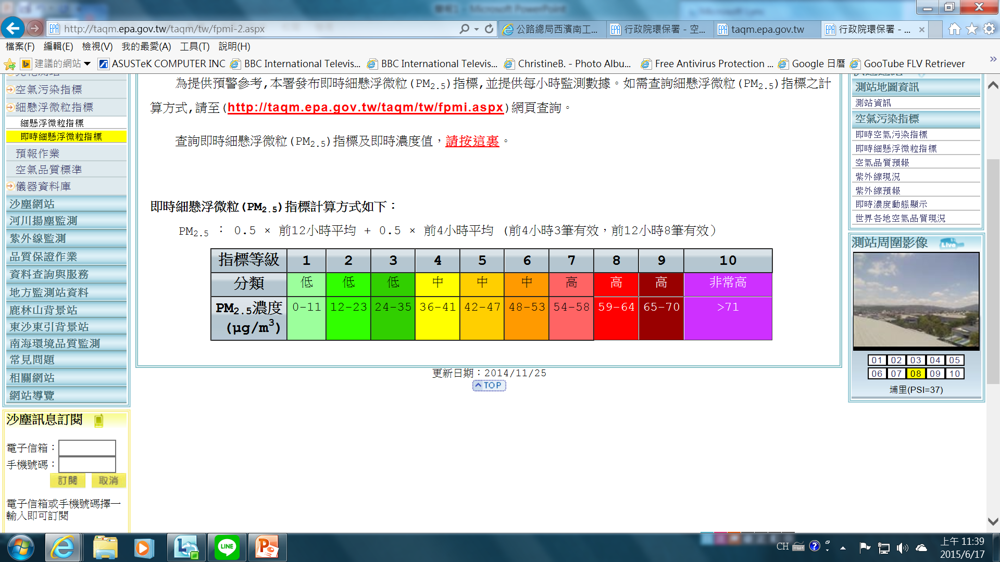 http://taqm.epa.gov.tw/taqm/tw/fpmi-2.aspx
公路總局西濱南工...
行政院環保署 - 空...
taqm.epa.gov.tw
行政院環保署 - ...
檔案(F) 編輯(E) 檢視(V) 我的最愛(A) 工具(T) 說明(H)
建議的網站 ASUSTeK COMPUTER INC BBC International Televis... BBC International Televis... ChristineB. - Photo Albu... Free Antivirus Protection ... Google 日曆 GooTube FLV Retriever
空氣污染指標
細懸浮微粒指標
細懸浮微粒指標
即時細懸浮微粒指標
預報作業
空氣品質標準
儀器資料庫
沙塵網站
河川揚塵監測
紫外線監測
品質保證作業
資料查詢與服務
地方監測站資料
鹿林山背景站
東沙東引背景站
南海環境品質監測
常見問題
相關網站
網站導覽
沙塵訊息訂閱
電子信箱：
手機號碼：
訂閱 取消
電子信箱或手機號碼擇一
輸入即可訂閱
為提供預警參考,本署發布即時細懸浮微粒(PM2.5)指標,並提供每小時監測數據。如需查詢細懸浮微粒(PM2.5)指標之計
算方式,請至(http://taqm.epa.gov.tw/taqm/tw/fpmi.aspx)網頁查詢。
查詢即時細懸浮微粒(PM2.5)指標及即時濃度值，請按這裏。
即時細懸浮微粒(PM2.5)指標計算方式如下：
PM2.5 ： 0.5 × 前12小時平均 + 0.5 × 前4小時平均 (前4小時3筆有效，前12小時8筆有效)
指標等級 1 2 3 4 5 6 7 8 9 10
分類 低 低 低 中 中 中 高 高 高 非常高
PM2.5濃度 0-11 12-23 24-35 36-41 42-47 48-53 54-58 59-64 65-70 >71
(μg/m3)
更新日期：2014/11/25
TOP
測站地圖資訊
測站資訊
空氣污染指標
即時空氣污染指標
即時細懸浮微粒指標
空氣品質預報
紫外線現況
紫外線預報
即時濃度動態顯示
世界各地空氣品質現況
測站周圍影像 Live
01 02 03 04 05
06 07 08 09 10
埔里(PSI=37)
LINE
CH
上午 11:39
2015/6/17